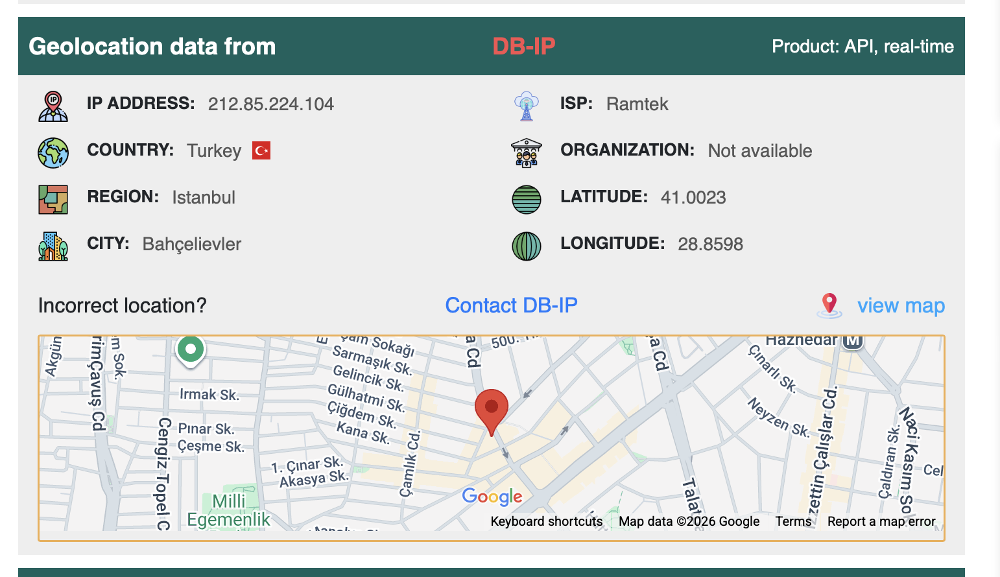 Geolocation data from DB-IP Product: API, real-time
IP ADDRESS: 212.85.224.104
ISP: Ramtek
COUNTRY: Turkey
ORGANIZATION: Not available
REGION: Istanbul
LATITUDE: 41.0023
CITY: Bahçelievler
LONGITUDE: 28.8598
Incorrect location? Contact DB-IP view map
Akgün
rimÇavuş Cd
m Sok.
Irmak Sk.
Pınar Sk.
Çeşme Sk.
Cengiz Topel C
Milli
Egemenlik
Çam Sokağı
Sarmaşık Sk.
Gelincik Sk.
Gülhatmi Sk.
Çiğdem Sk.
Kana Sk.
1. Çınar Sk.
Akasya Sk.
Çamlık Cd.
a Cd
500.
a Cd
Talat
Haznedar M
Çınarlı Sk.
Neyzen Sk.
zzettin Çalışlar Cd.
Çaldıran Sk.
Naci Kasım So
Cel
IP
Google
Keyboard shortcuts Map data ©2026 Google Terms Report a map error